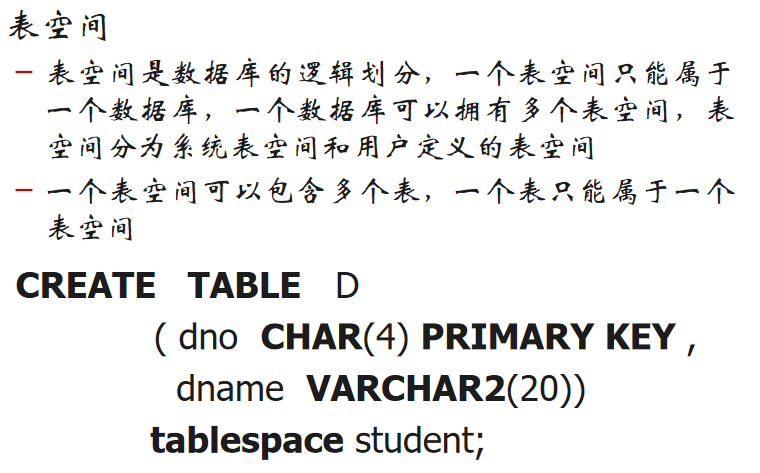 表空间
– 表空间是数据库的逻辑划分，一个表空间只能属于
一个数据库，一个数据库可以拥有多个表空间，表
空间分为系统表空间和用户定义的表空间
– 一个表空间可以包含多个表，一个表只能属于一个
表空间
CREATE TABLE D
( dno CHAR(4) PRIMARY KEY ,
dname VARCHAR2(20))
tablespace student;